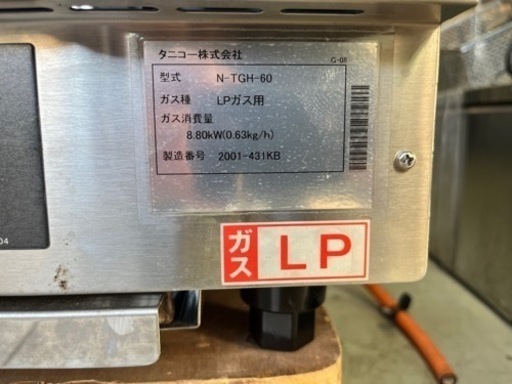 タニコー株式会社
G-08
型式 N-TGH-60
ガス種 LPガス用
ガス消費量
8.80kW(0.63kg/h)
製造番号 2001-431KB
04
ガス LP